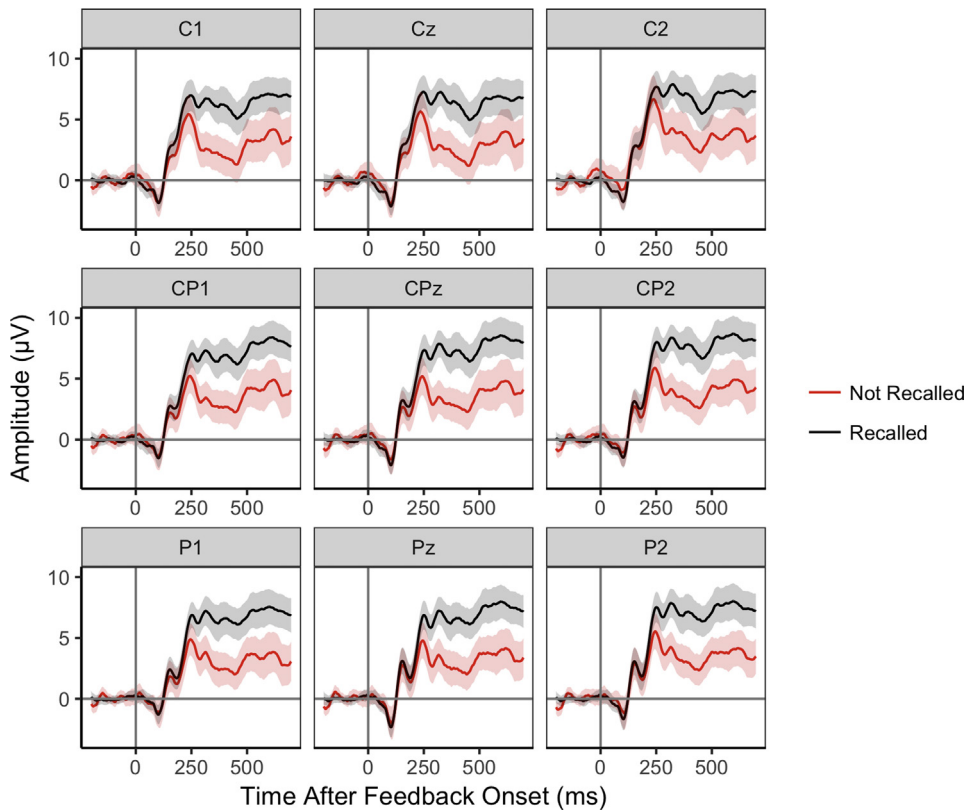 C1 Cz C2
10
5
0
0 250 500 0 250 500 0 250 500
CP1 CPz CP2
10
5
0
0 250 500 0 250 500 0 250 500
P1 Pz P2
10
5
0
0 250 500 0 250 500 0 250 500
Amplitude (µV)
Time After Feedback Onset (ms)
Not Recalled
Recalled